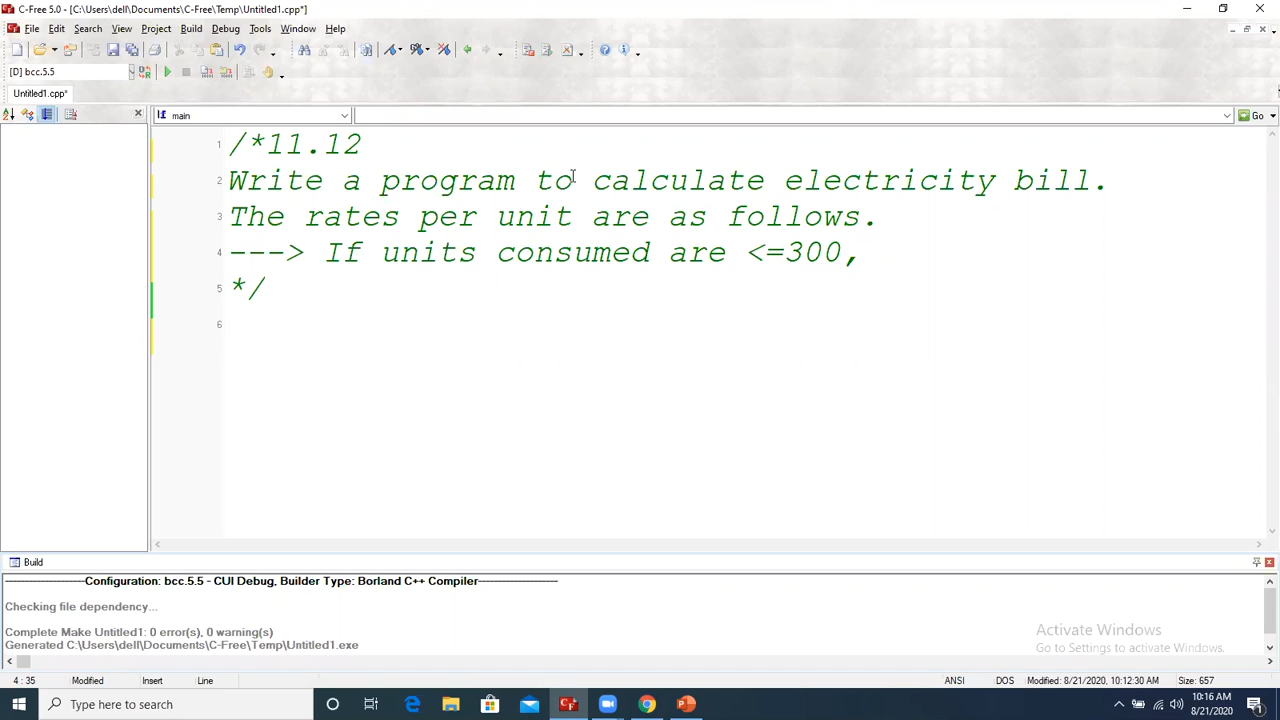 C-Free 5.0 - [C:\Users\dell\Documents\C-Free\Temp\Untitled1.cpp*]
File Edit Search View Project Build Debug Tools Window Help
[D] bcc.5.5
Untitled1.cpp*
main
Go
1 /*11.12
2 Write a program to calculate electricity bill.
3 The rates per unit are as follows.
4 ---> If units consumed are <=300,
5 */
6
Build
--------------------Configuration: bcc.5.5 - CUI Debug, Builder Type: Borland C++ Compiler--------------------
Checking file dependency...
Complete Make Untitled1: 0 error(s), 0 warning(s)
Generated C:\Users\dell\Documents\C-Free\Temp\Untitled1.exe
Activate Windows
Go to Settings to activate Windows.
4 : 35 Modified Insert Line ANSI DOS Modified: 8/21/2020, 10:12:30 AM Size: 657
Type here to search
10:16 AM
8/21/2020
1